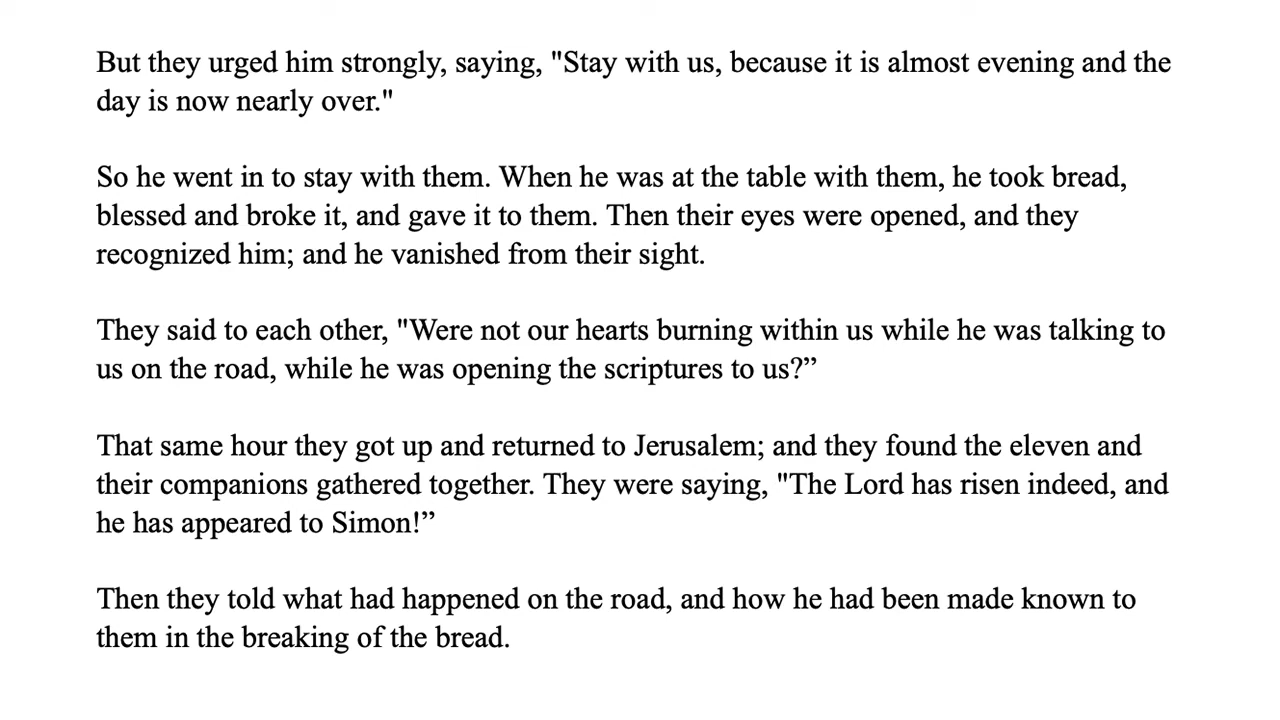 But they urged him strongly, saying, "Stay with us, because it is almost evening and the
day is now nearly over."
So he went in to stay with them. When he was at the table with them, he took bread,
blessed and broke it, and gave it to them. Then their eyes were opened, and they
recognized him; and he vanished from their sight.
They said to each other, "Were not our hearts burning within us while he was talking to
us on the road, while he was opening the scriptures to us?”
That same hour they got up and returned to Jerusalem; and they found the eleven and
their companions gathered together. They were saying, "The Lord has risen indeed, and
he has appeared to Simon!”
Then they told what had happened on the road, and how he had been made known to
them in the breaking of the bread.